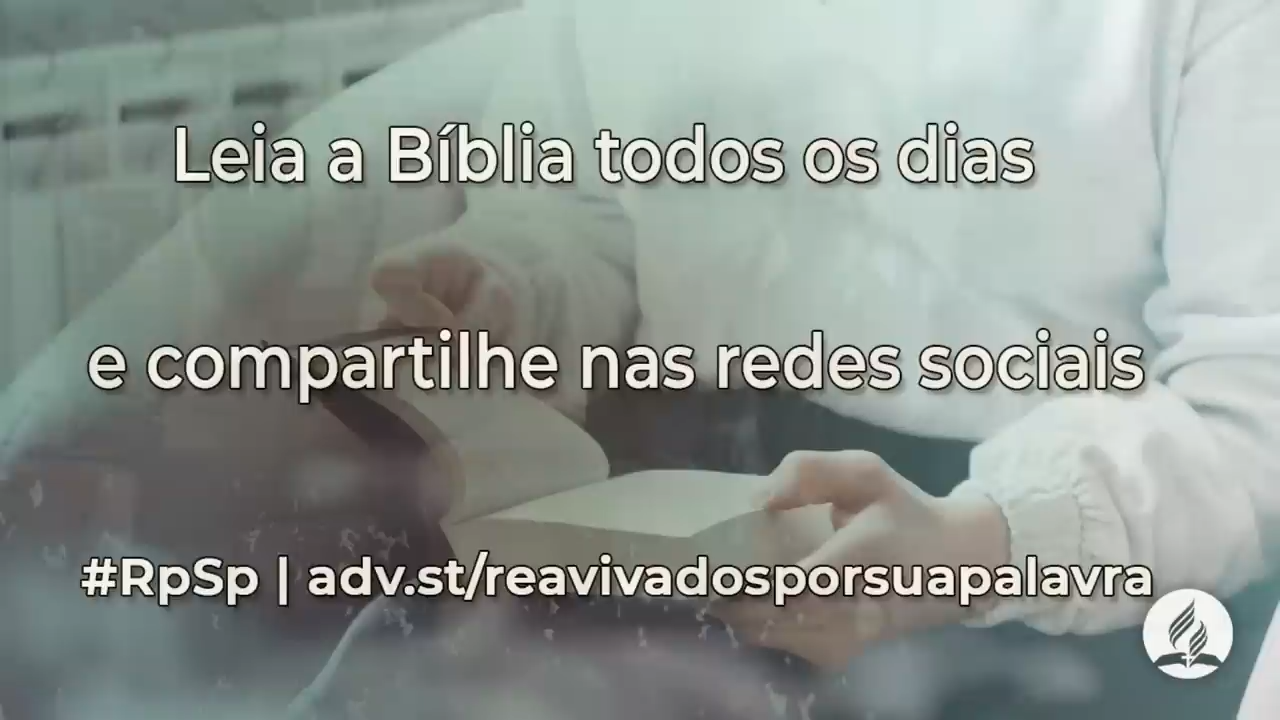 Leia a Bíblia todos os dias
e compartilhe nas redes sociais
#RpSp | adv.st/reavivadosporsuapalavra